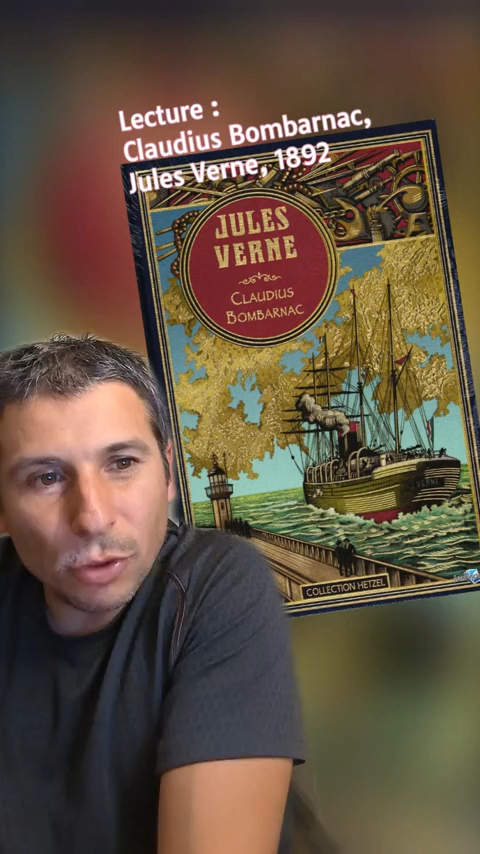 Lecture :
Claudius Bombarnac,
Jules Verne, 1892
JULES
VERNE
CLAUDIUS
BOMBARNAC
COLLECTION HETZEL